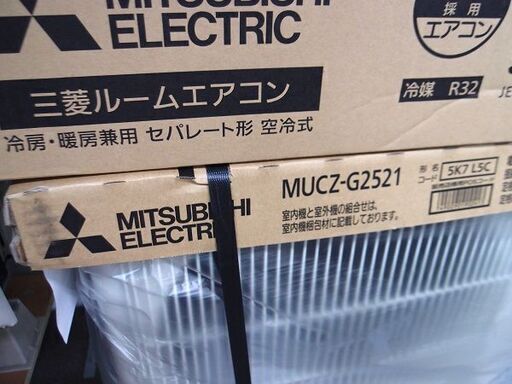 MITSUBISHI
ELECTRIC
採用
エアコン
三菱ルームエアコン
冷媒 R32
冷房・暖房兼用 セパレート形 空冷式
MITSUBISHI
ELECTRIC
MUCZ-G2521
室内機と室外機の組合せは、
室内機梱包材に記載しております。
形名
コード
5K7 L5C